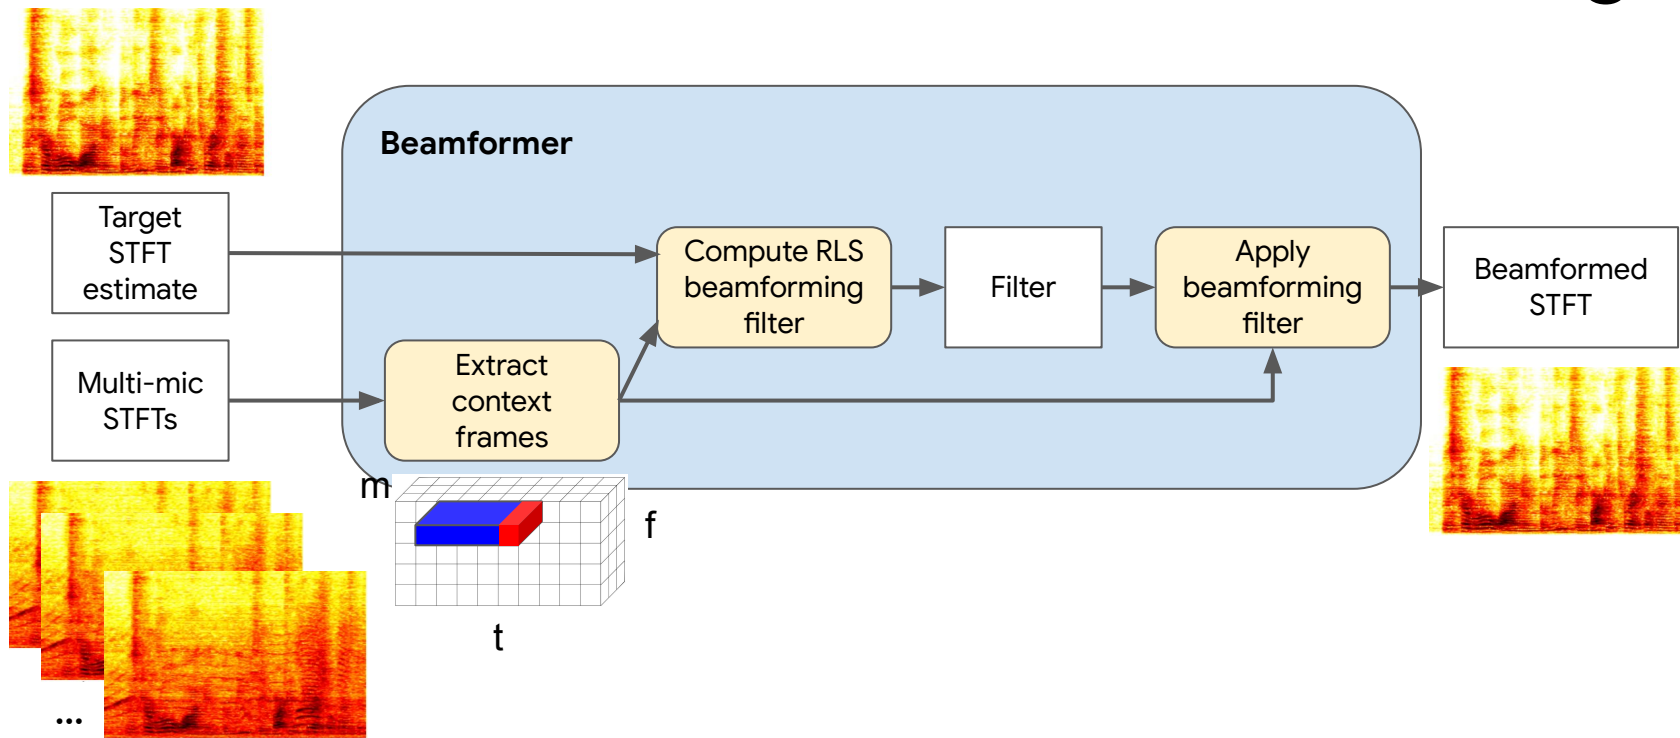 Beamformer
Target
STFT
estimate
Compute RLS
beamforming
filter
Filter
Apply
beamforming
filter
Beamformed
STFT
Multi-mic
STFTs
Extract
context
frames
m
f
t
...